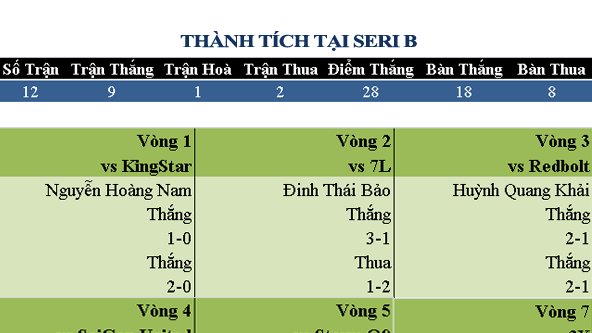 THÀNH TÍCH TẠI SERI B
Số Trận Trận Thắng Trận Hoà Trận Thua Điểm Thắng Bàn Thắng Bàn Thua
12 9 1 2 28 18 8
Vòng 1 Vòng 2 Vòng 3
vs KingStar vs 7L vs Redbolt
Nguyễn Hoàng Nam Đinh Thái Bảo Huỳnh Quang Khải
Thắng Thắng Thắng
1-0 3-1 2-1
Thắng Thua Thắng
2-0 1-2 2-1
Vòng 4 Vòng 5 Vòng 7